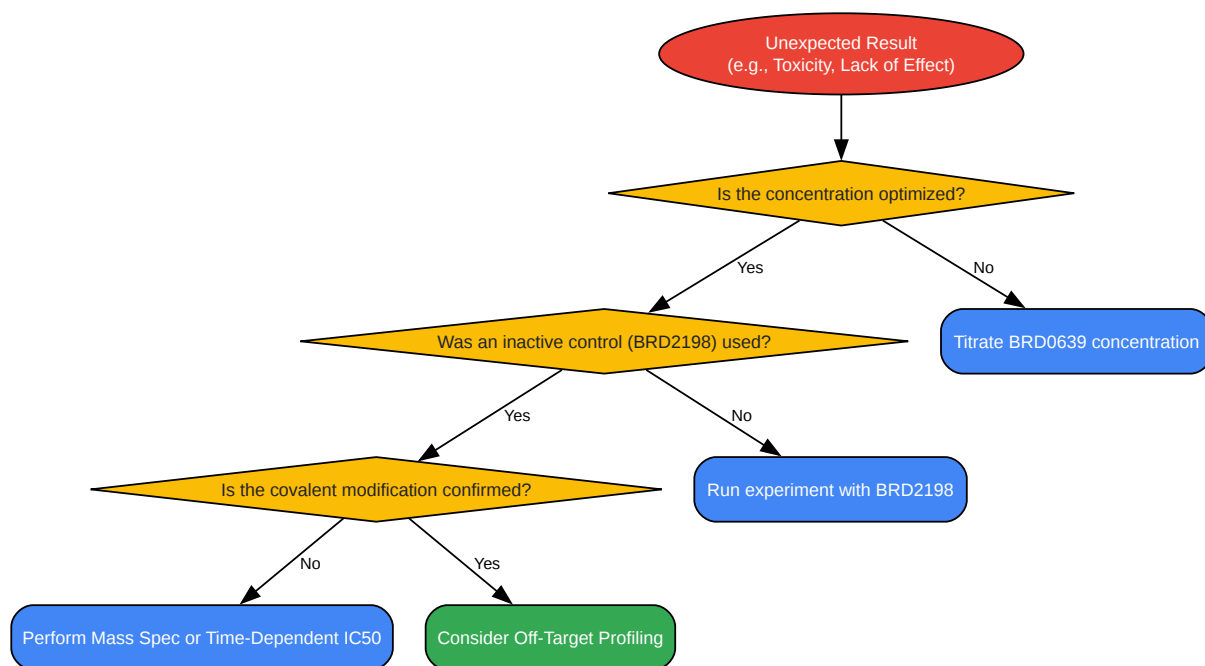 Unexpected Result
(e.g., Toxicity, Lack of Effect)
Is the concentration optimized?
Yes
No
Was an inactive control (BRD2198) used?
Titrate BRD0639 concentration
Yes
No
Is the covalent modification confirmed?
Run experiment with BRD2198
No
Yes
Perform Mass Spec or Time-Dependent IC50
Consider Off-Target Profiling